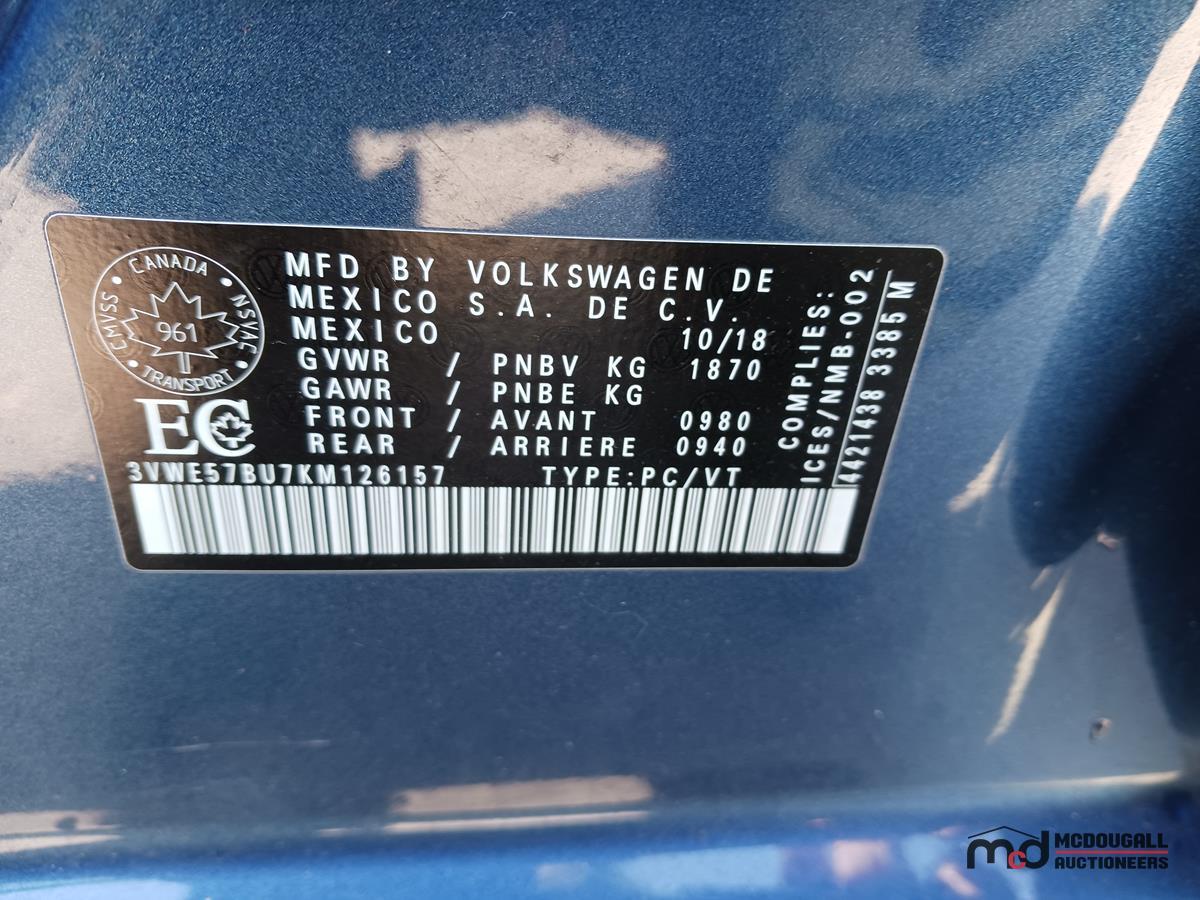 CANADA
CMVSS • NSVAC
961
TRANSPORT
EC
MFD BY VOLKSWAGEN DE
MEXICO S.A. DE C.V.
MEXICO 10/18
GVWR / PNBV KG 1870
GAWR / PNBE KG
FRONT / AVANT 0980
REAR / ARRIERE 0940
3VWE57BU7KM126157 TYPE:PC/VT
COMPLIES:
ICES/NMB-002
4421438 3385 M
mcd MCDOUGALL
AUCTIONEERS